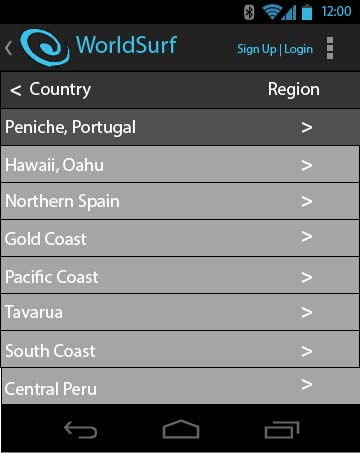 12:00
< WorldSurf Sign Up | Login
< Country Region
Peniche, Portugal >
Hawaii, Oahu >
Northern Spain >
Gold Coast >
Pacific Coast >
Tavarua >
South Coast >
Central Peru >